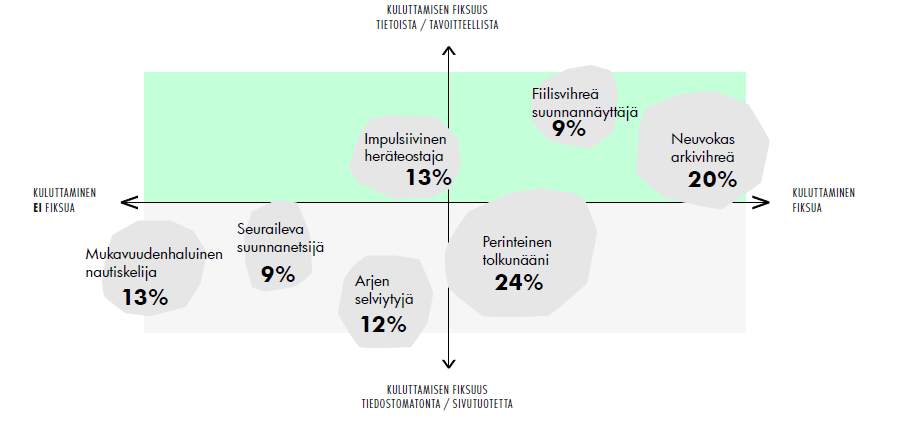 KULUTTAMISEN FIKSUUS
TIETOISTA / TAVOITTEELLISTA
Fiilisvihreä
suunnannäyttäjä
9%
Impulsiivinen
heräteostaja
13%
Neuvokas
arkivihreä
20%
KULUTTAMINEN
EI FIKSUA
KULUTTAMINEN
FIKSUA
Seuraileva
suunnanetsijä
9%
Mukavuudenhaluinen
nautiskelija
13%
Perinteinen
tolkunääni
24%
Arjen
selviytyjä
12%
KULUTTAMISEN FIKSUUS
TIEDOSTOMATONTA / SIVUTUOTETTA